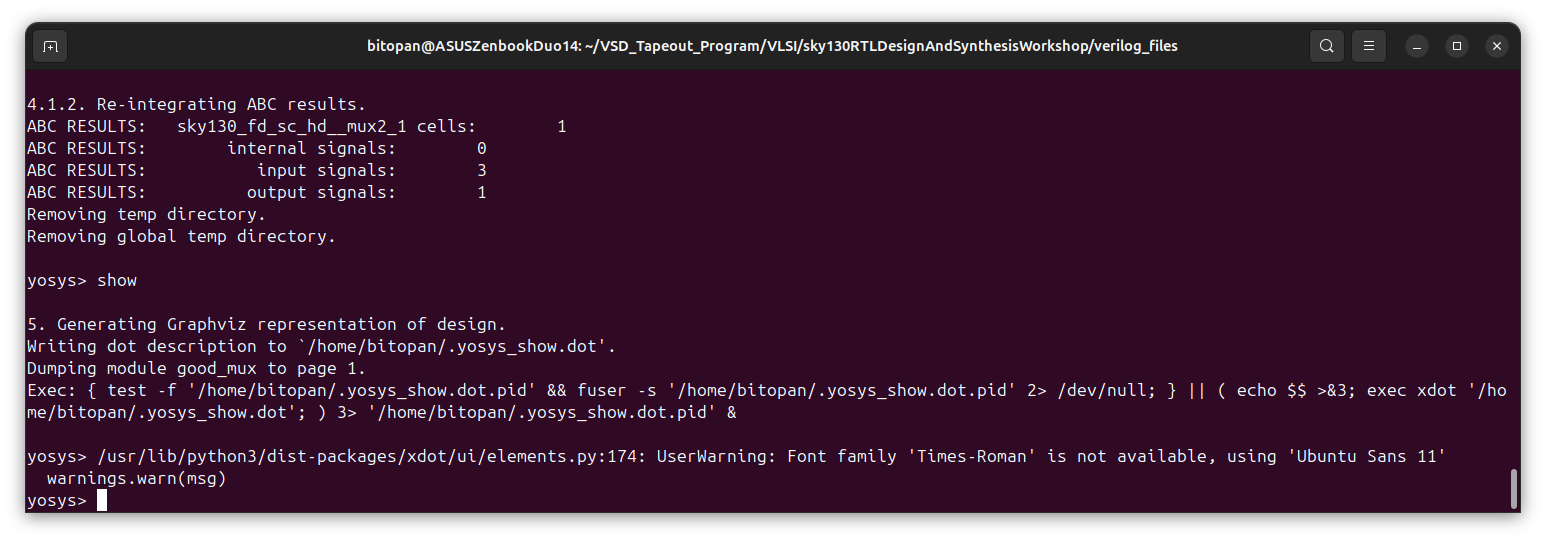 bitopan@ASUSZenbookDuo14: ~/VSD_Tapeout_Program/VLSI/sky130RTLDesignAndSynthesisWorkshop/verilog_files
4.1.2. Re-integrating ABC results.
ABC RESULTS:   sky130_fd_sc_hd__mux2_1 cells:        1
ABC RESULTS:        internal signals:        0
ABC RESULTS:           input signals:        3
ABC RESULTS:          output signals:        1
Removing temp directory.
Removing global temp directory.
yosys> show
5. Generating Graphviz representation of design.
Writing dot description to `/home/bitopan/.yosys_show.dot'.
Dumping module good_mux to page 1.
Exec: { test -f '/home/bitopan/.yosys_show.dot.pid' && fuser -s '/home/bitopan/.yosys_show.dot.pid' 2> /dev/null; } || ( echo $$ >&3; exec xdot '/ho
me/bitopan/.yosys_show.dot'; ) 3> '/home/bitopan/.yosys_show.dot.pid' &
yosys> /usr/lib/python3/dist-packages/xdot/ui/elements.py:174: UserWarning: Font family 'Times-Roman' is not available, using 'Ubuntu Sans 11'
  warnings.warn(msg)
yosys>